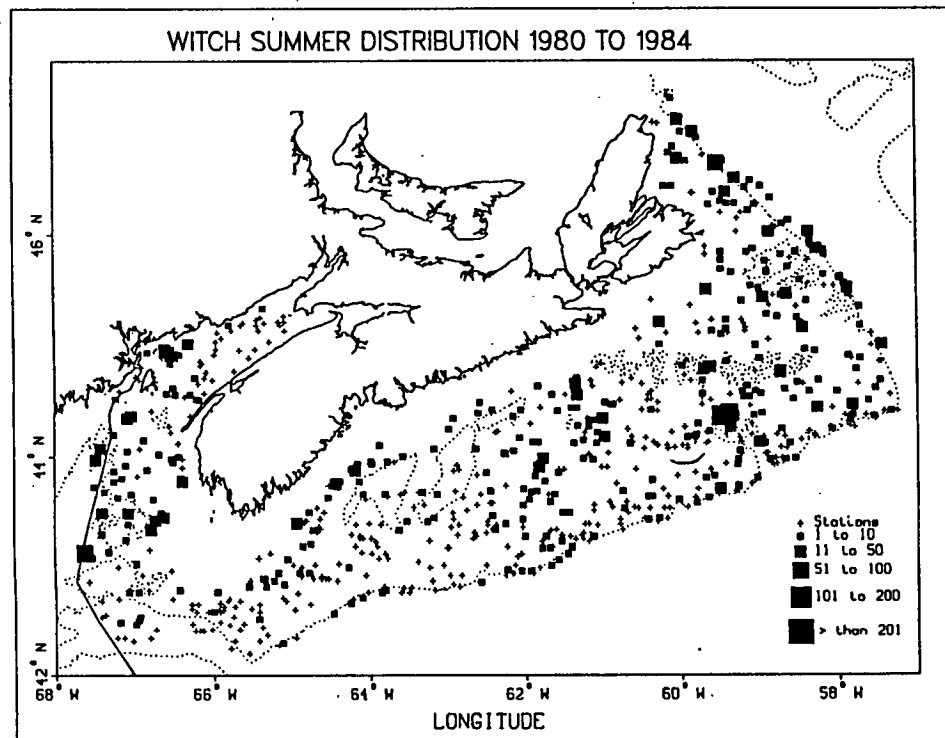 WITCH SUMMER DISTRIBUTION 1980 TO 1984
46° N
44° N
42° N
+ Stations
1 to 10
11 to 50
51 to 100
101 to 200
> than 201
68° W
66° W
64° W
62° W
60° W
58° W
LONGITUDE